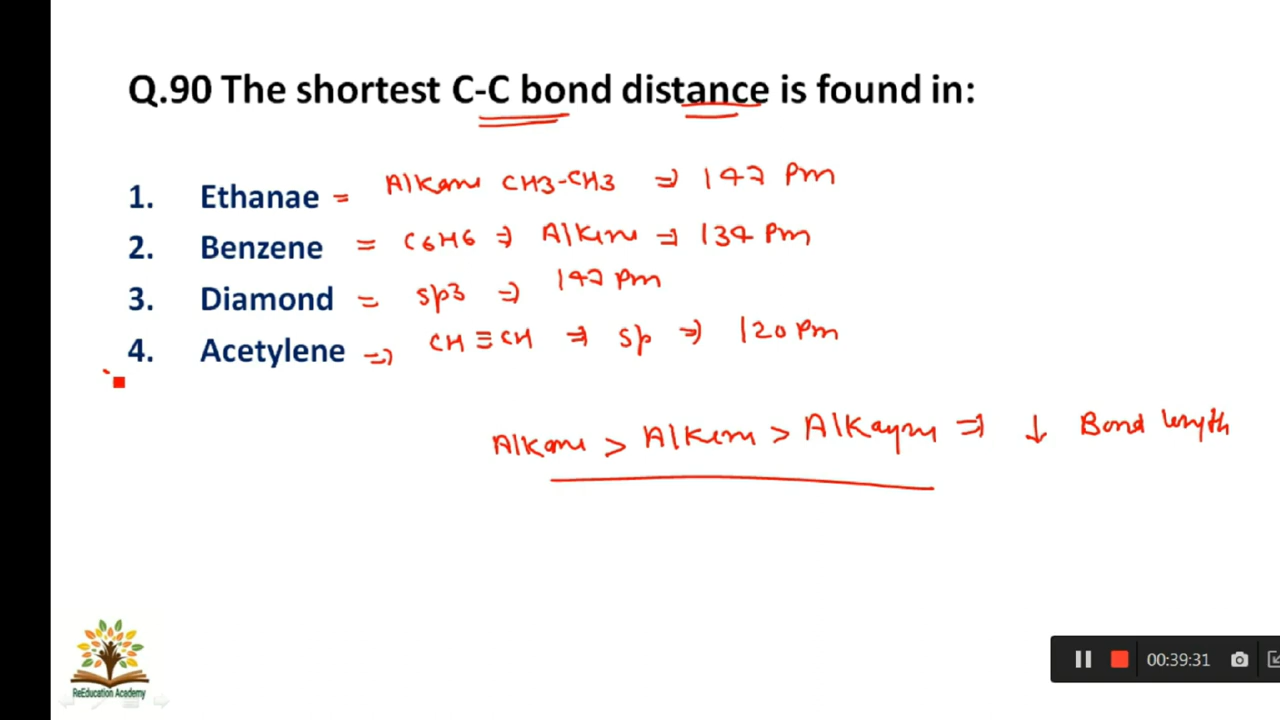 Q.90 The shortest C-C bond distance is found in:
1. Ethanae = Alkane CH3-CH3 ⇒ 147 Pm
2. Benzene = C6H6 ⇒ Alkene ⇒ 134 Pm
3. Diamond = sp3 ⇒ 147 Pm
4. Acetylene ⇒ CH≡CH ⇒ sp ⇒ 120 Pm
Alkane > Alkene > Alkayne ⇒ ↓ Bond length
ReEducation Academy
00:39:31